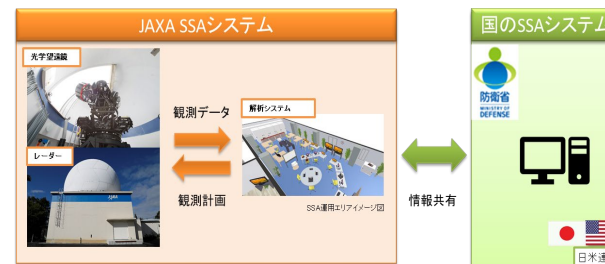 JAXA SSAシステム
光学望遠鏡
レーダー
JAXA
観測データ
観測計画
解析システム
SSA運用エリアイメージ図
情報共有
国のSSAシステム
防衛省
MINISTRY OF
DEFENSE
日米連